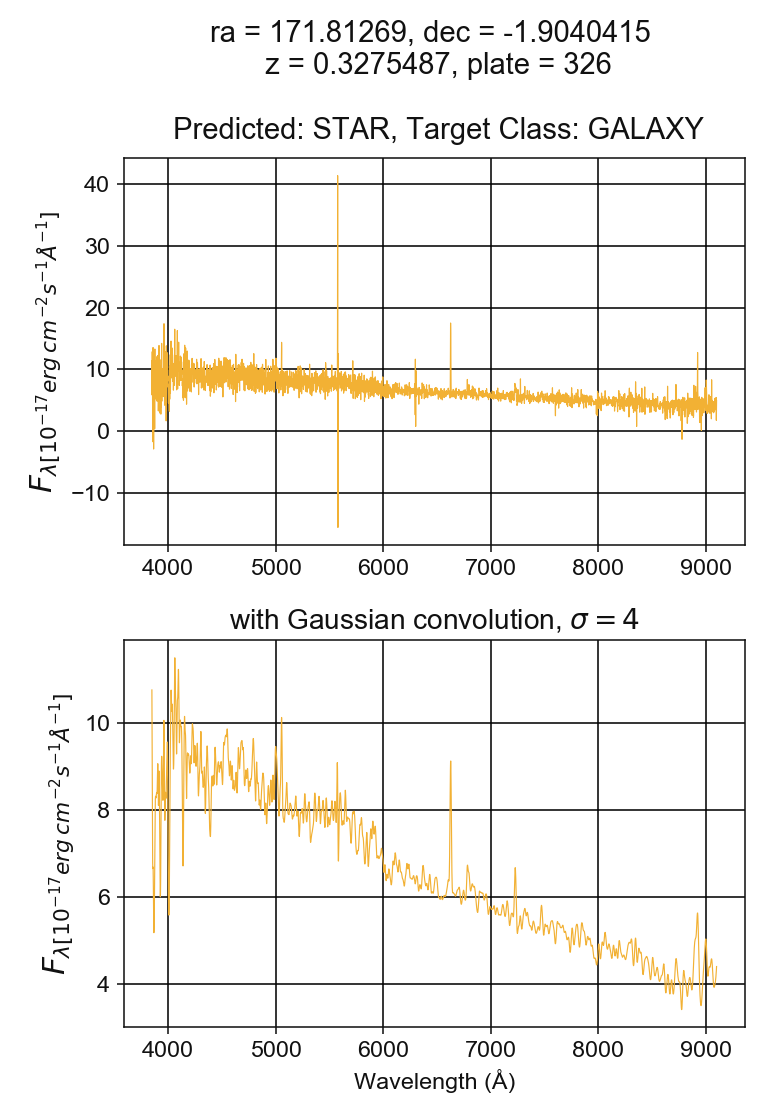 ra = 171.81269, dec = -1.9040415
z = 0.3275487, plate = 326
Predicted: STAR, Target Class: GALAXY
F_λ[10^{−17} erg cm^{−2} s^{−1} Å^{−1}]
40
30
20
10
0
−10
4000 5000 6000 7000 8000 9000
with Gaussian convolution, σ = 4
F_λ[10^{−17} erg cm^{−2} s^{−1} Å^{−1}]
10
8
6
4
4000 5000 6000 7000 8000 9000
Wavelength (Å)